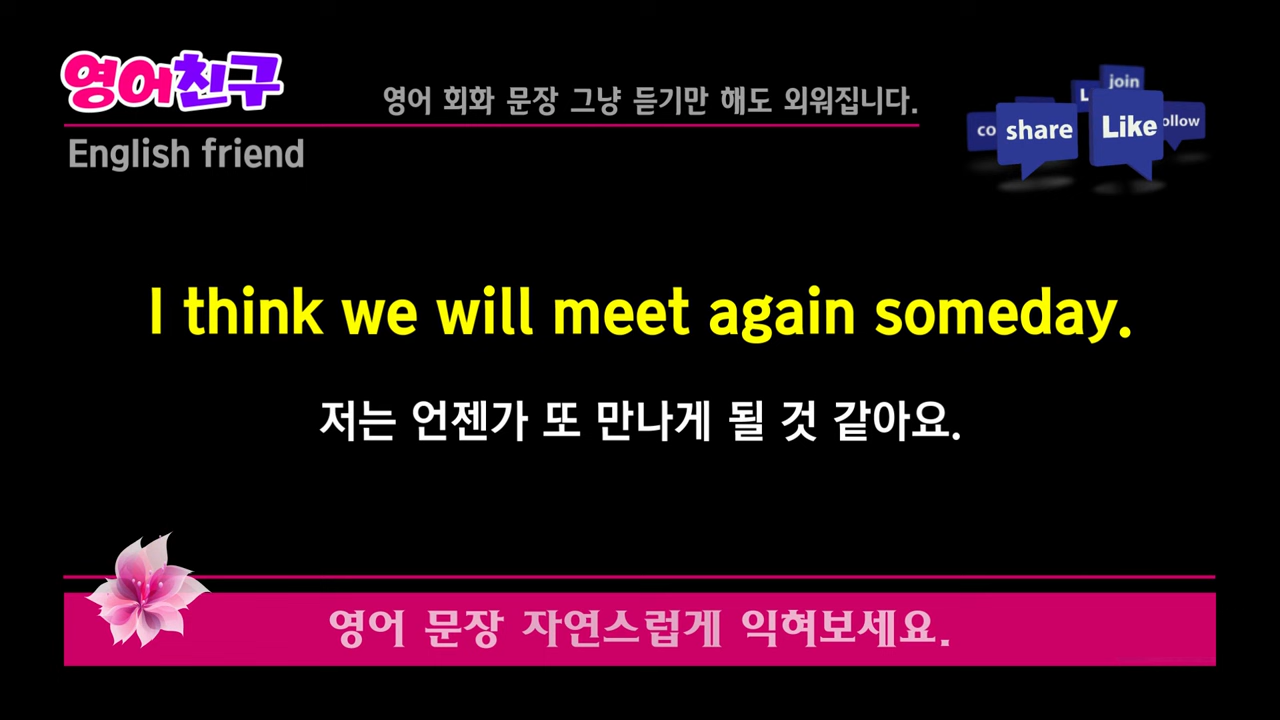 영어친구
영어 회화 문장 그냥 듣기만 해도 외워집니다.
English friend
join
share
Like
I think we will meet again someday.
저는 언젠가 또 만나게 될 것 같아요.
영어 문장 자연스럽게 익혀보세요.